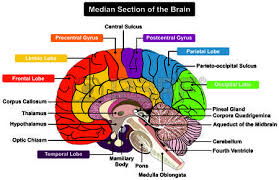 Median Section of the Brain
Central Sulcus
Precentral Gyrus
Postcentral Gyrus
Limbic Lobe
Parietal Lobe
Parieto-occipital Sulcus
Frontal Lobe
Occipital Lobe
Corpus Callosum
Thalamus
Hypothalamus
Optic Chiazm
Pineal Gland
Corpora Quadrigemina
Aqueduct of the Midbrain
Temporal Lobe
Cerebellum
Fourth Ventricle
Mamillary
Body
Pons
Medulla Oblongata